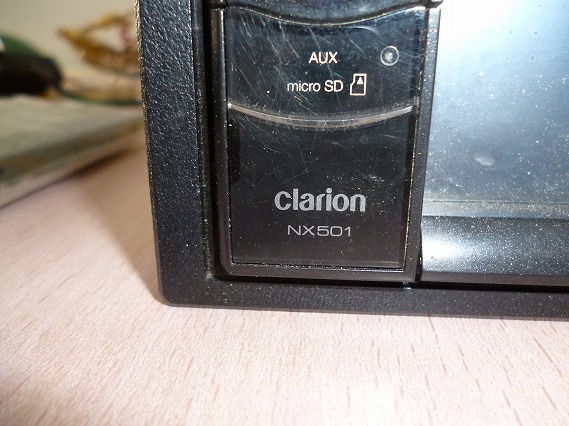 AUX
micro SD
clarion
NX501